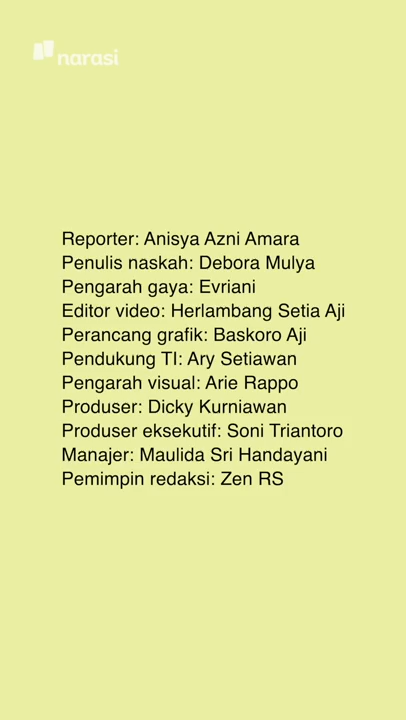 narasi
Reporter: Anisya Azni Amara
Penulis naskah: Debora Mulya
Pengarah gaya: Evriani
Editor video: Herlambang Setia Aji
Perancang grafik: Baskoro Aji
Pendukung TI: Ary Setiawan
Pengarah visual: Arie Rappo
Produser: Dicky Kurniawan
Produser eksekutif: Soni Triantoro
Manajer: Maulida Sri Handayani
Pemimpin redaksi: Zen RS